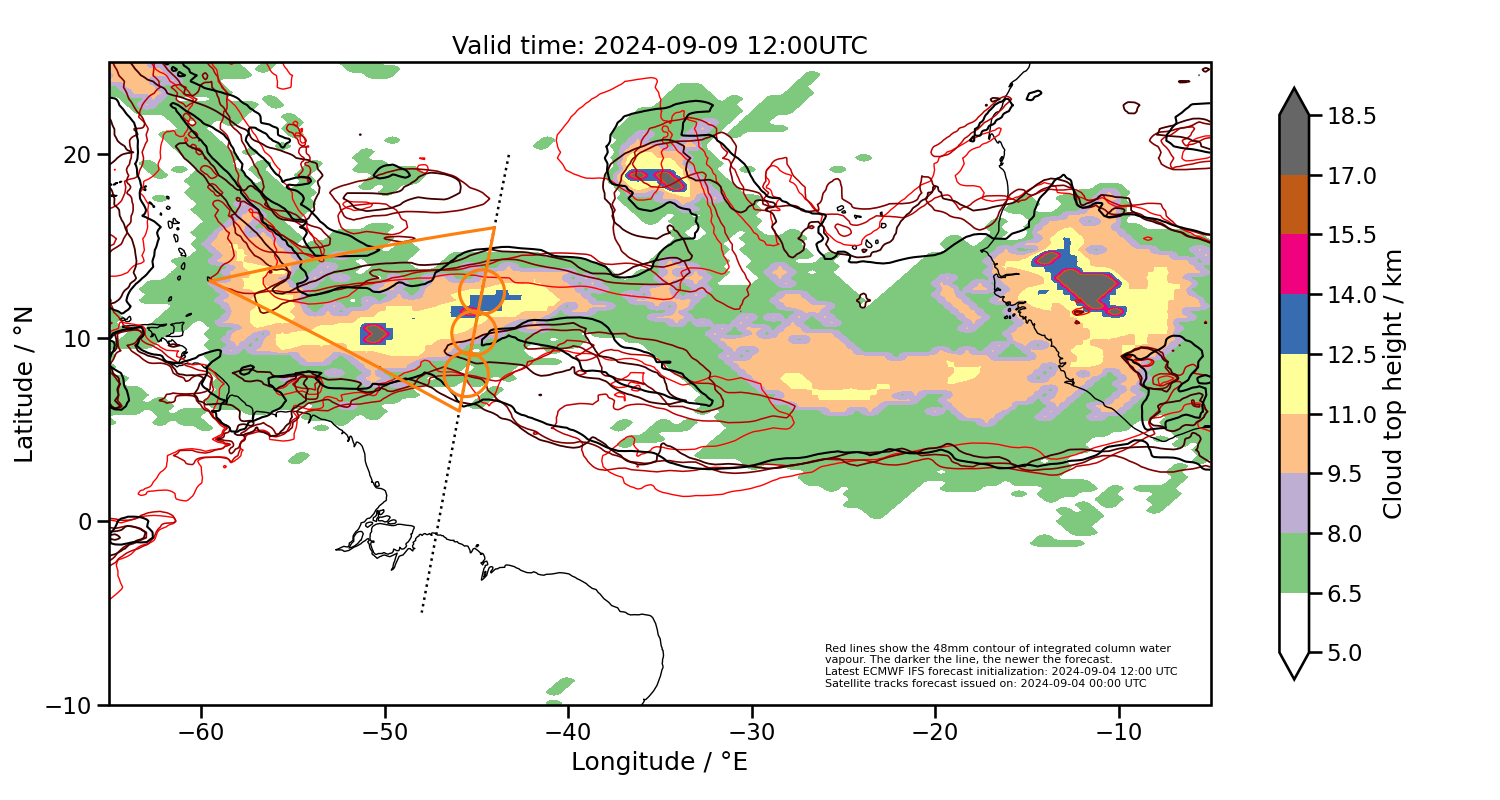 Valid time: 2024-09-09 12:00UTC
20
10
0
−10
Latitude / °N
−60
−50
−40
−30
−20
−10
Longitude / °E
Red lines show the 48mm contour of integrated column water
vapour. The darker the line, the newer the forecast.
Latest ECMWF IFS forecast initialization: 2024-09-04 12:00 UTC
Satellite tracks forecast issued on: 2024-09-04 00:00 UTC
18.5
17.0
15.5
14.0
12.5
11.0
9.5
8.0
6.5
5.0
Cloud top height / km